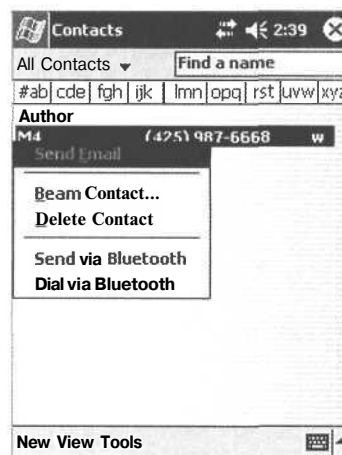 Contacts 2:39
All Contacts Find a name
#ab cde fgh ijk lmn opq rst uvw xyz
Author
M4 (425) 987-6668 w
Send Email
Beam Contact...
Delete Contact
Send via Bluetooth
Dial via Bluetooth
New View Tools